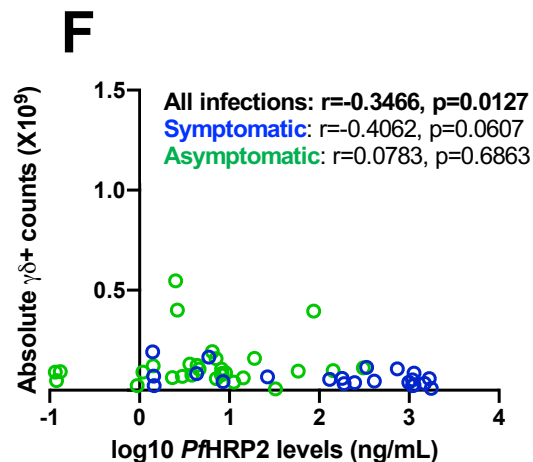 F
All infections: r=-0.3466, p=0.0127
Symptomatic: r=-0.4062, p=0.0607
Asymptomatic: r=0.0783, p=0.6863
Absolute γδ+ counts (X10⁹)
1.5
1.0
0.5
-1 0 1 2 3 4
log10 PfHRP2 levels (ng/mL)